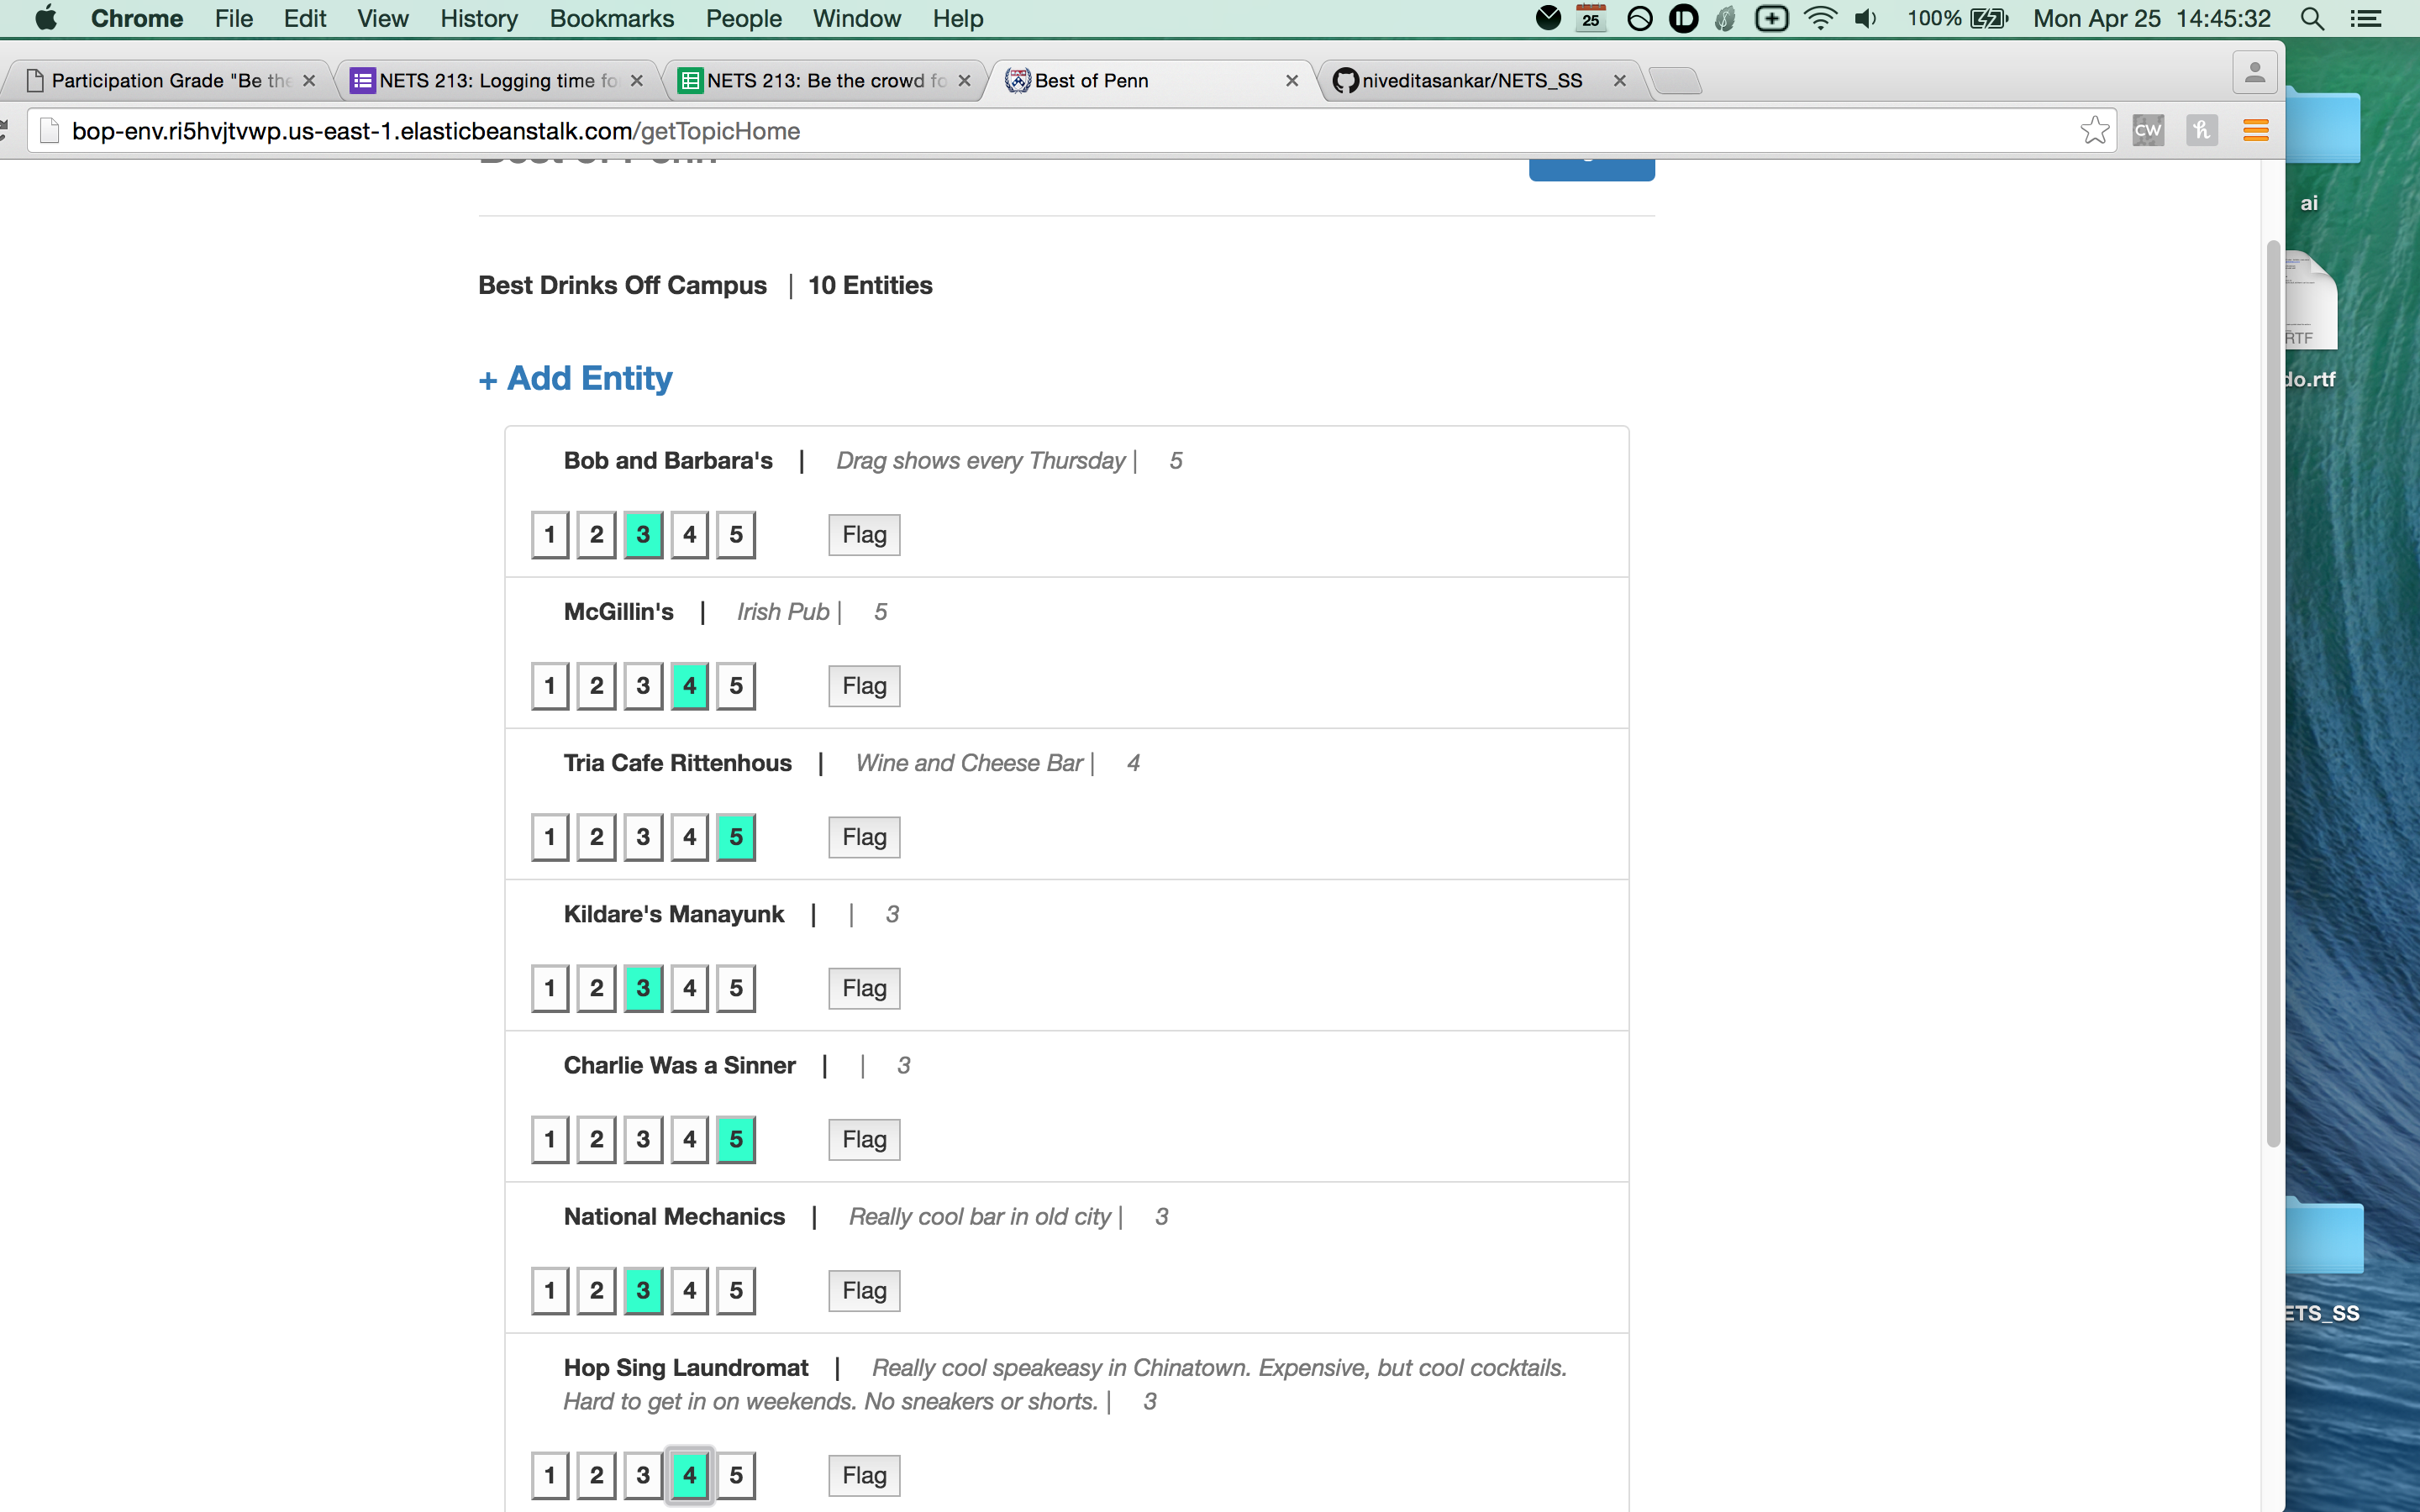 Chrome File Edit View History Bookmarks People Window Help 25 100% Mon Apr 25 14:45:32
Participation Grade "Be the NETS 213: Logging time fo NETS 213: Be the crowd fo Best of Penn niveditasankar/NETS_SS
bop-env.ri5hvjtvwp.us-east-1.elasticbeanstalk.com/getTopicHome CW h
Best of Penn
ai
Best Drinks Off Campus | 10 Entities
RTF
do.rtf
+ Add Entity
Bob and Barbara's | Drag shows every Thursday | 5
1 2 3 4 5 Flag
McGillin's | Irish Pub | 5
1 2 3 4 5 Flag
Tria Cafe Rittenhous | Wine and Cheese Bar | 4
1 2 3 4 5 Flag
Kildare's Manayunk | | 3
1 2 3 4 5 Flag
Charlie Was a Sinner | | 3
1 2 3 4 5 Flag
National Mechanics | Really cool bar in old city | 3
1 2 3 4 5 Flag
ETS_SS
Hop Sing Laundromat | Really cool speakeasy in Chinatown. Expensive, but cool cocktails.
Hard to get in on weekends. No sneakers or shorts. | 3
1 2 3 4 5 Flag